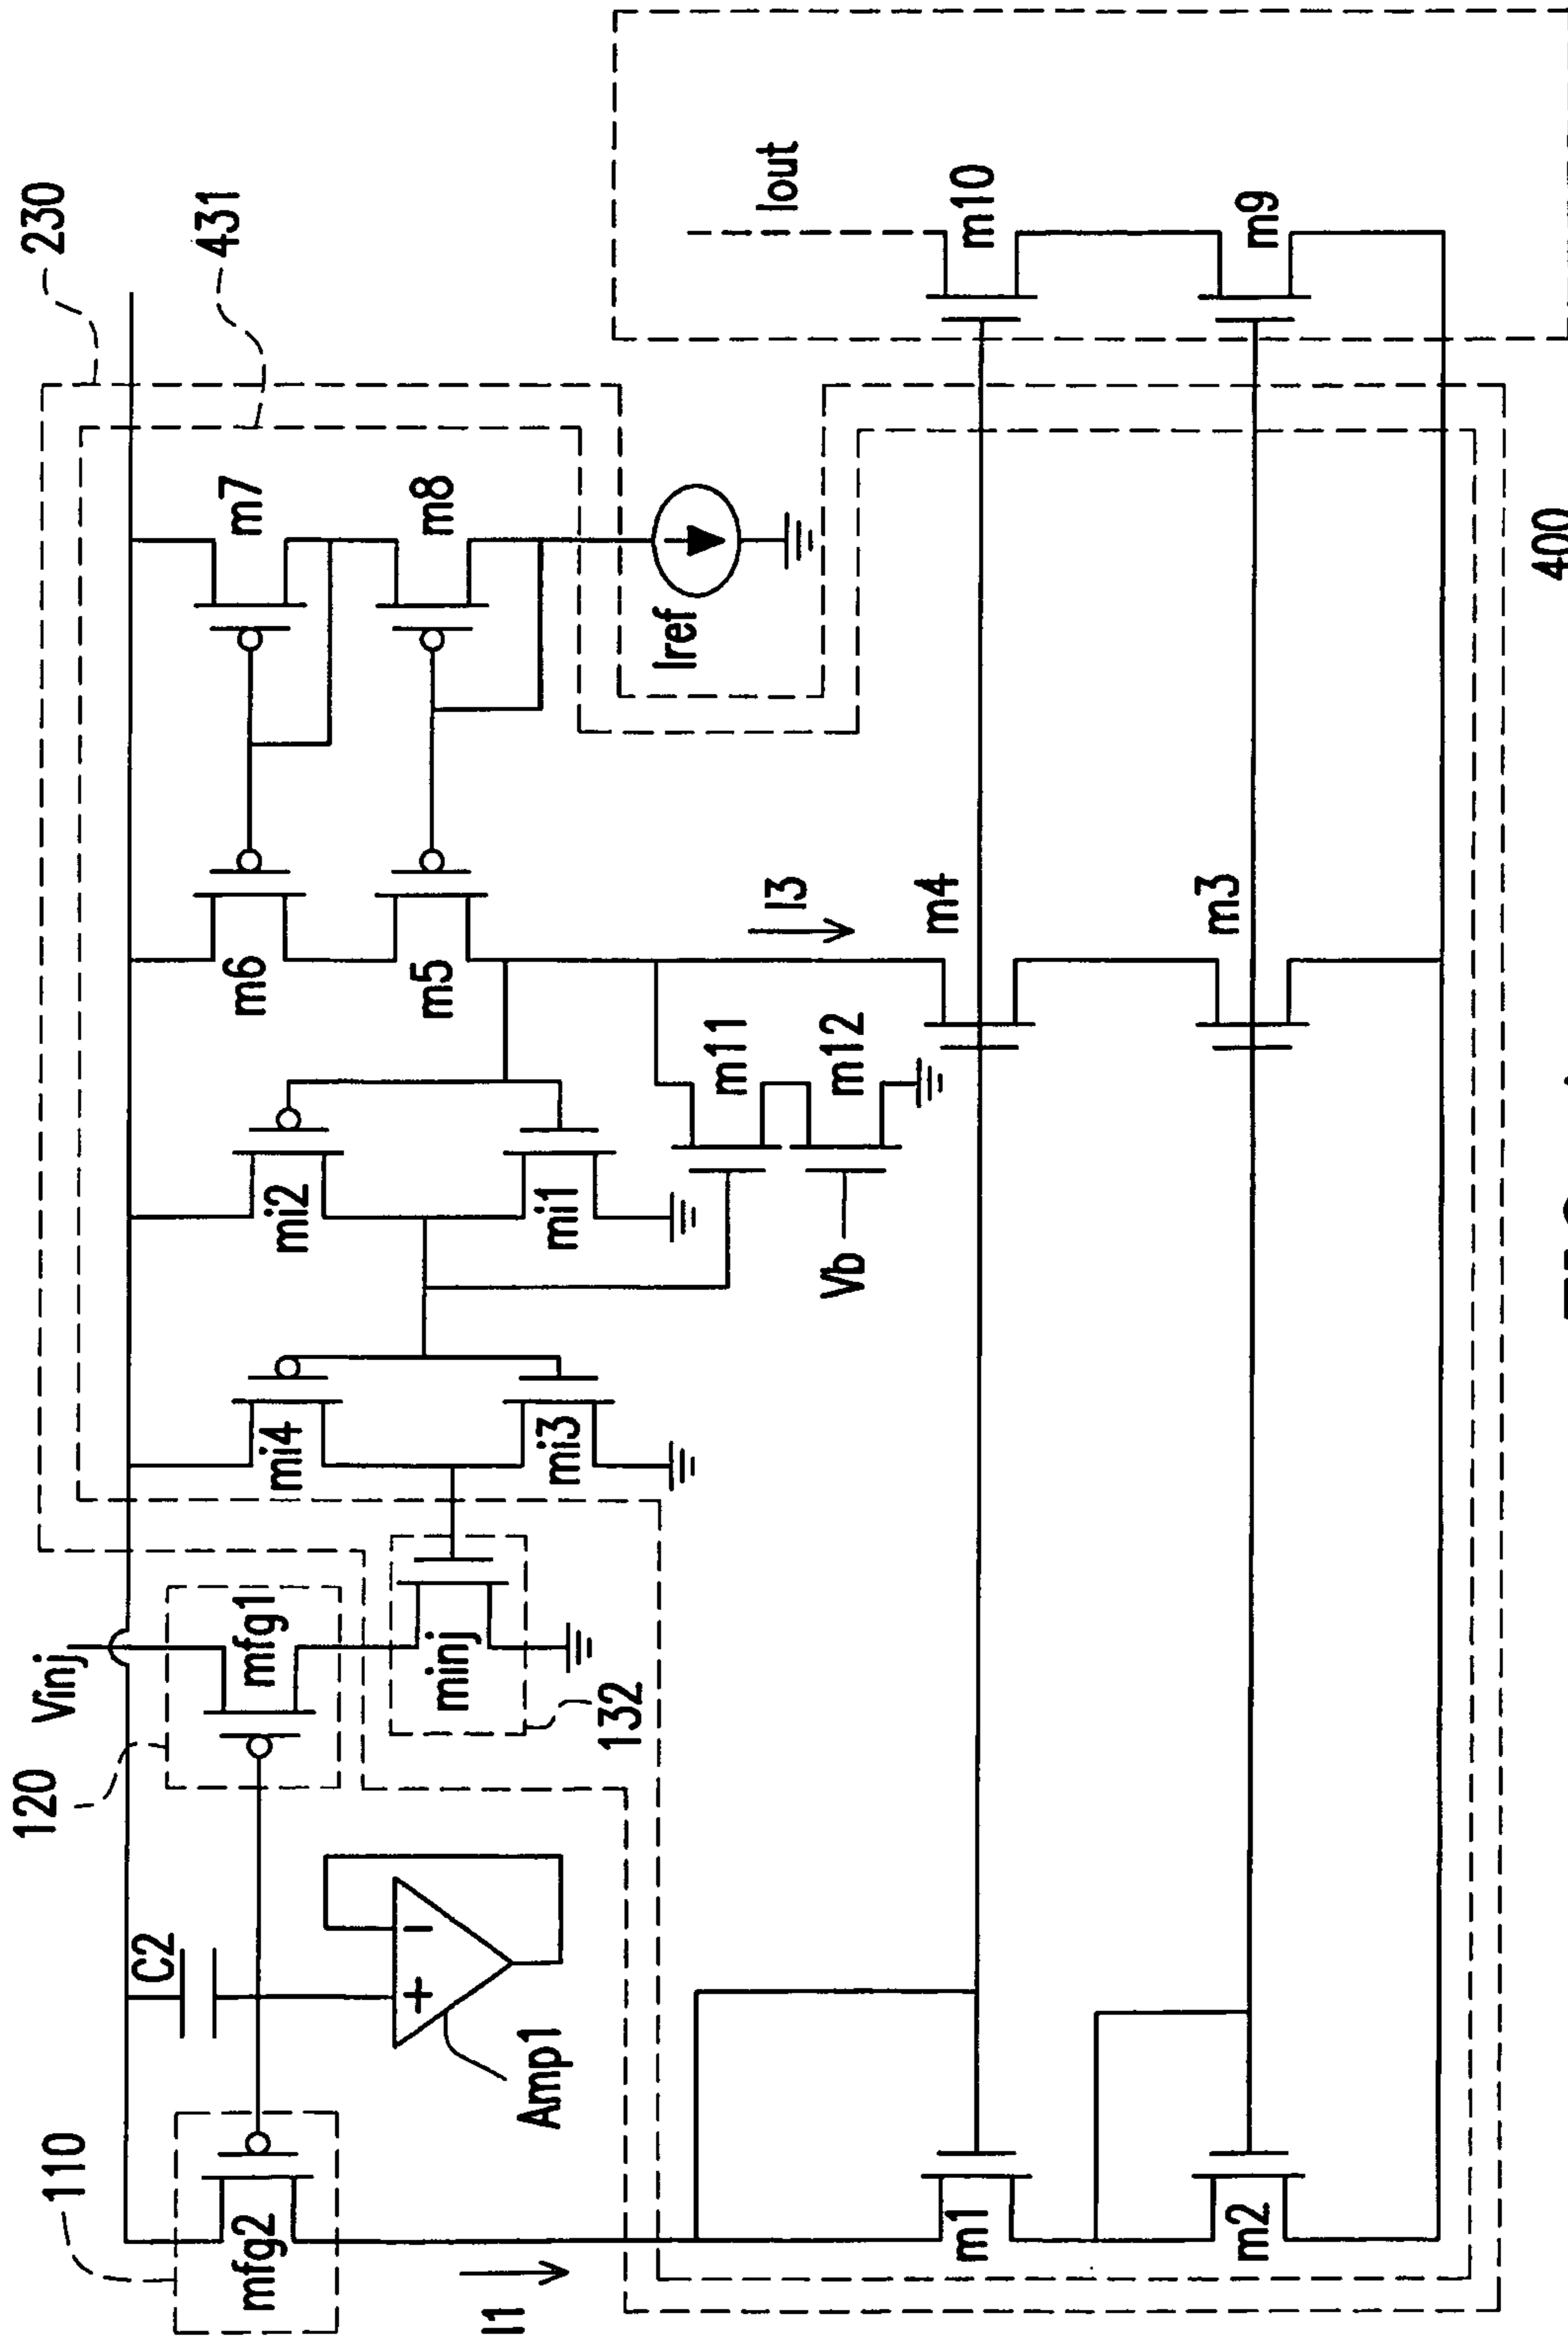 230
431
Iout
m10
m9
m7
m8
Iref
m6
m5
I3
m4
m3
m11
m12
Vb
mi2
mi1
mi4
mi3
Vinj
120
mfg1
minj
132
C2
+
−
Amp1
110
mfg2
I1
m1
m2
400